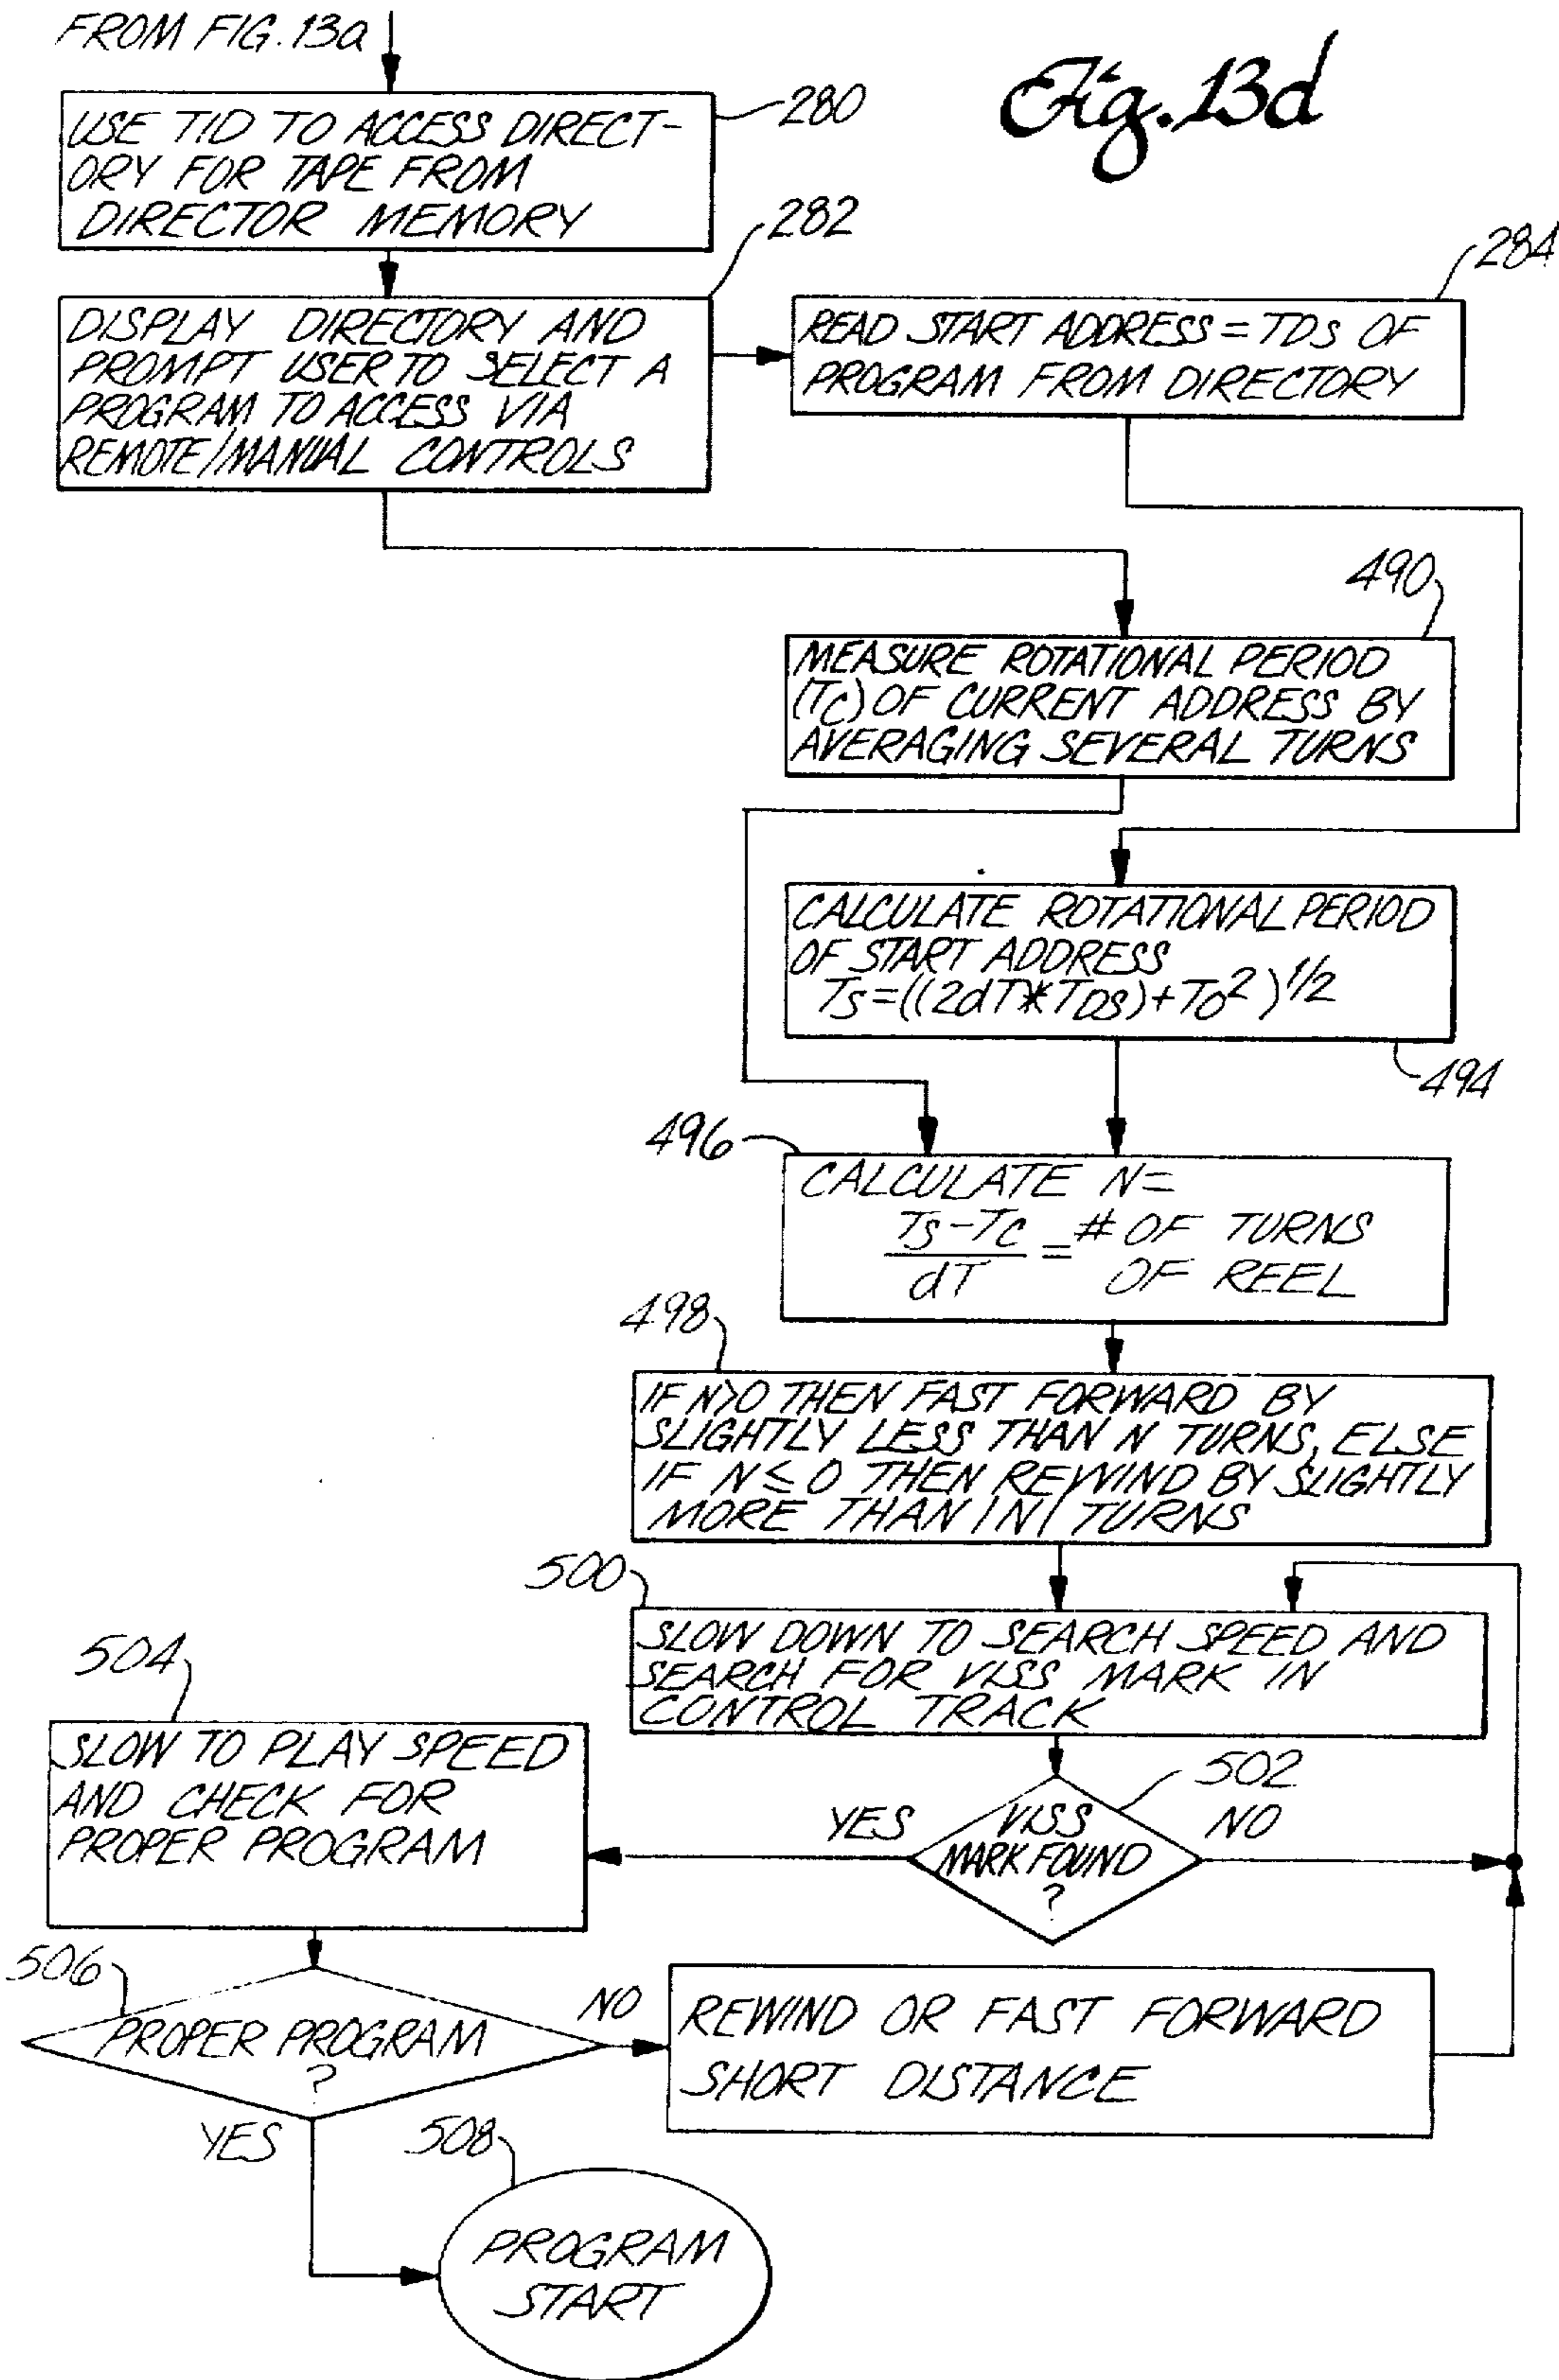 FROM FIG. 13a
Fig. 13d
280
USE TID TO ACCESS DIRECT-
ORY FOR TAPE FROM
DIRECTOR MEMORY
282
DISPLAY DIRECTORY AND
PROMPT USER TO SELECT A
PROGRAM TO ACCESS VIA
REMOTE/MANUAL CONTROLS
284
READ START ADDRESS = TDS OF
PROGRAM FROM DIRECTORY
490
MEASURE ROTATIONAL PERIOD
(TC) OF CURRENT ADDRESS BY
AVERAGING SEVERAL TURNS
CALCULATE ROTATIONAL PERIOD
OF START ADDRESS
TS=((2dT*TDS)+TO²)^1/2
494
496
CALCULATE N=
TS-TC = # OF TURNS
dT OF REEL
498
IF N>0 THEN FAST FORWARD BY
SLIGHTLY LESS THAN N TURNS, ELSE
IF N≤0 THEN REWIND BY SLIGHTLY
MORE THAN |N| TURNS
500
SLOW DOWN TO SEARCH SPEED AND
SEARCH FOR VISS MARK IN
CONTROL TRACK
504
SLOW TO PLAY SPEED
AND CHECK FOR
PROPER PROGRAM
502
YES
VISS
MARK FOUND
?
NO
506
PROPER PROGRAM
?
NO
REWIND OR FAST FORWARD
SHORT DISTANCE
YES
508
PROGRAM
START